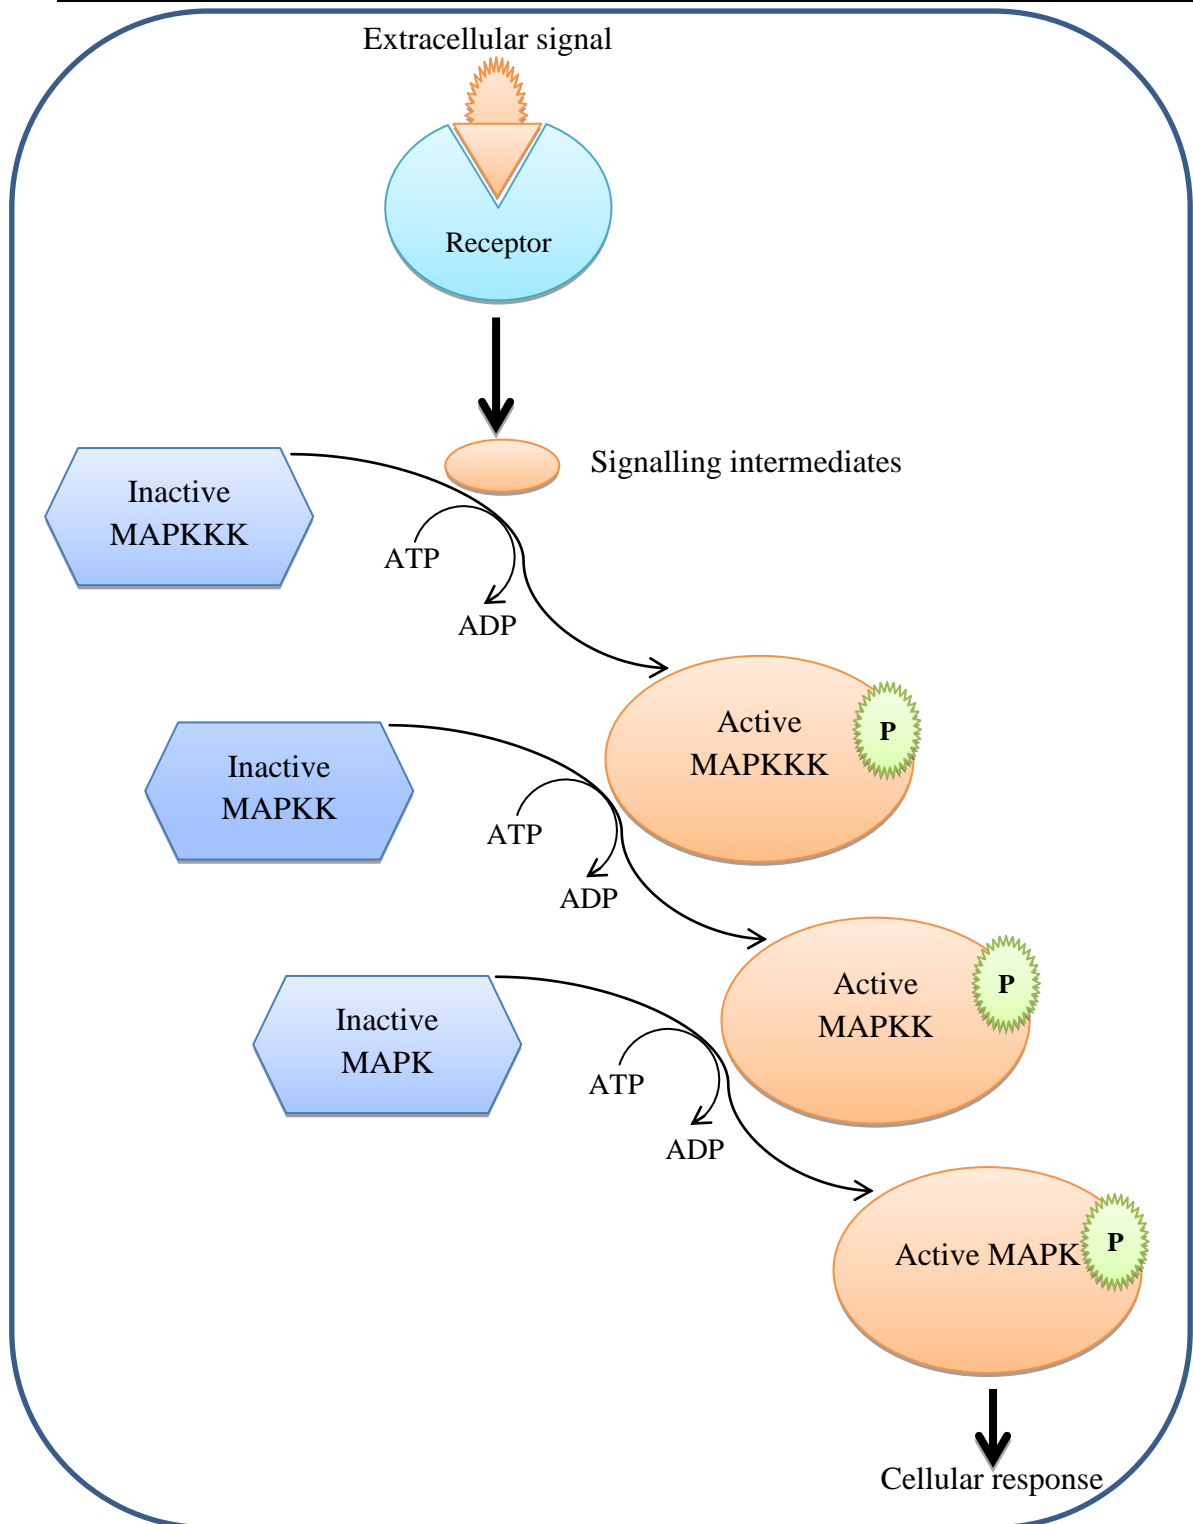 Extracellular signal
Receptor
Signalling intermediates
Inactive
MAPKKK
ATP
ADP
Active
MAPKKK
P
Inactive
MAPKK
ATP
ADP
Active
MAPKK
P
Inactive
MAPK
ATP
ADP
Active MAPK
P
Cellular response